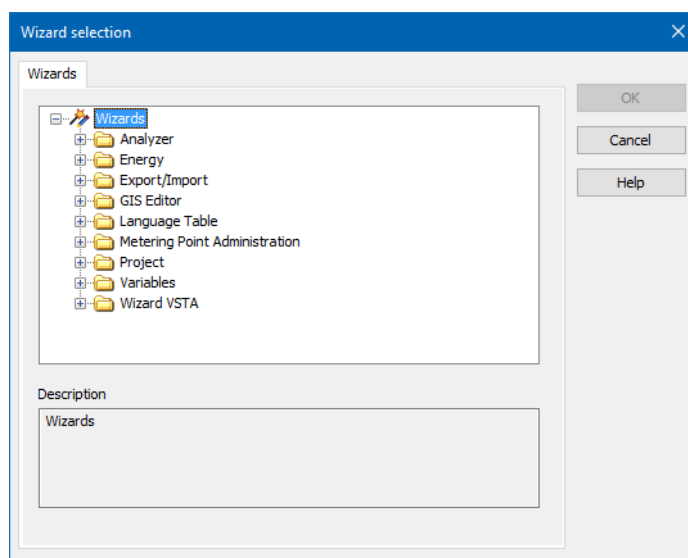 Wizard selection
Wizards
Wizards
Analyzer
Energy
Export/Import
GIS Editor
Language Table
Metering Point Administration
Project
Variables
Wizard VSTA
OK
Cancel
Help
Description
Wizards